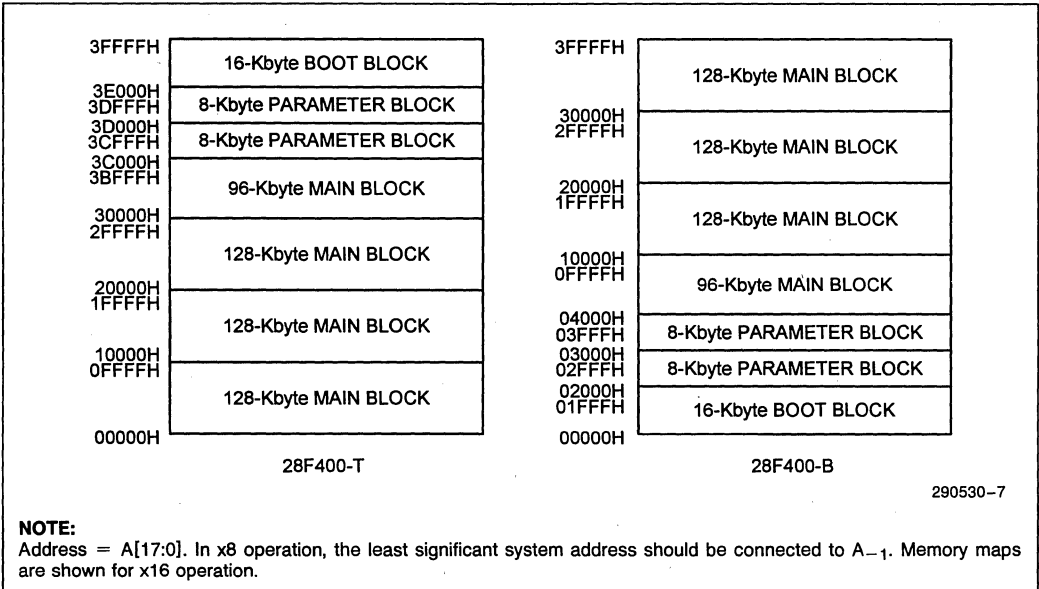 3FFFFH
16-Kbyte BOOT BLOCK
3E000H
3DFFFH
8-Kbyte PARAMETER BLOCK
3D000H
3CFFFH
8-Kbyte PARAMETER BLOCK
3C000H
3BFFFH
96-Kbyte MAIN BLOCK
30000H
2FFFFH
128-Kbyte MAIN BLOCK
20000H
1FFFFH
128-Kbyte MAIN BLOCK
10000H
0FFFFH
128-Kbyte MAIN BLOCK
00000H
28F400-T
3FFFFH
128-Kbyte MAIN BLOCK
30000H
2FFFFH
128-Kbyte MAIN BLOCK
20000H
1FFFFH
128-Kbyte MAIN BLOCK
10000H
0FFFFH
96-Kbyte MAIN BLOCK
04000H
03FFFH
8-Kbyte PARAMETER BLOCK
03000H
02FFFH
8-Kbyte PARAMETER BLOCK
02000H
01FFFH
16-Kbyte BOOT BLOCK
00000H
28F400-B
290530-7
NOTE:
Address = A[17:0]. In x8 operation, the least significant system address should be connected to A₋₁. Memory maps
are shown for x16 operation.